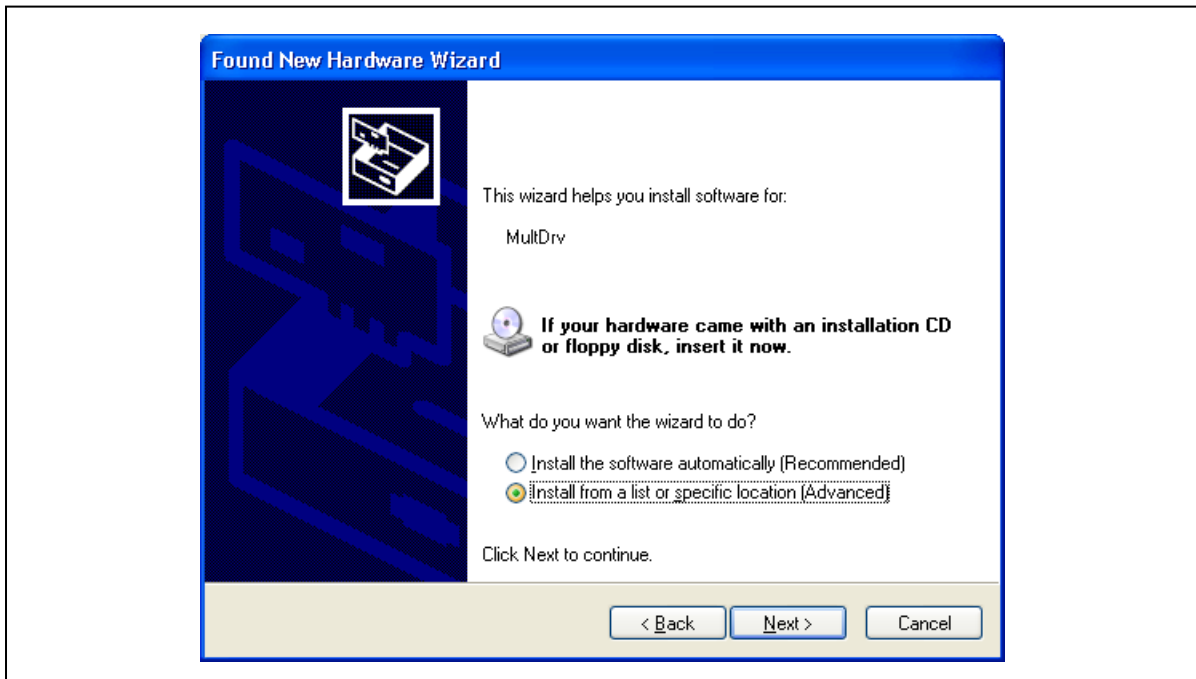 Found New Hardware Wizard
This wizard helps you install software for:
MultDrv
If your hardware came with an installation CD
or floppy disk, insert it now.
What do you want the wizard to do?
Install the software automatically (Recommended)
Install from a list or specific location (Advanced)
Click Next to continue.
< Back Next > Cancel